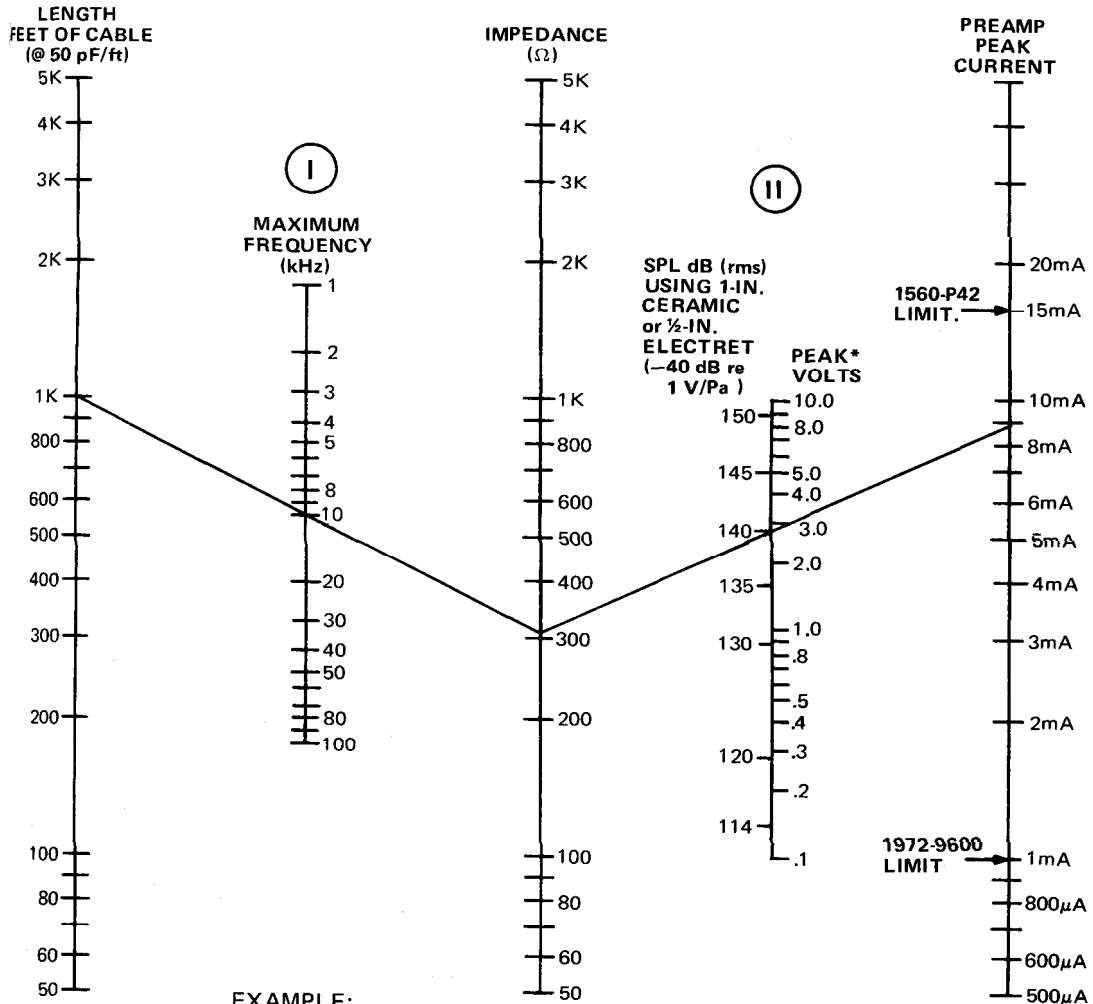 LENGTH
FEET OF CABLE
(@ 50 pF/ft)
5K
4K
3K
2K
1K
800
600
500
400
300
200
100
80
60
50
I
MAXIMUM
FREQUENCY
(kHz)
1
2
3
4
5
8
10
20
30
40
50
80
100
IMPEDANCE
(Ω)
5K
4K
3K
2K
1K
800
600
500
400
300
200
100
80
60
50
II
SPL dB (rms)
USING 1-IN.
CERAMIC
or ½-IN.
ELECTRET
(−40 dB re
1 V/Pa )
150
145
140
135
130
120
114
PEAK*
VOLTS
10.0
8.0
5.0
4.0
3.0
2.0
1.0
.8
.5
.4
.3
.2
.1
PREAMP
PEAK
CURRENT
1560-P42
LIMIT.
1972-9600
LIMIT
20mA
15mA
10mA
8mA
6mA
5mA
4mA
3mA
2mA
1mA
800μA
600μA
500μA
EXAMPLE: